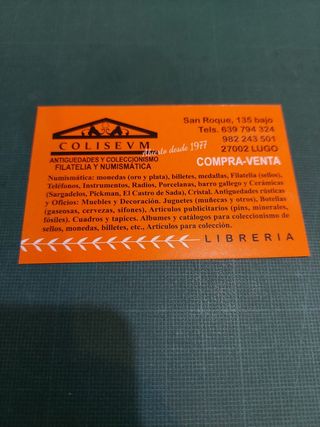 COLISEVM
abierto desde 1977
ANTIGUEDADES Y COLECCIONISMO
FILATELIA Y NUMISMÁTICA
San Roque, 135 bajo
Tels. 639 794 324
982 243 501
27002 LUGO
COMPRA-VENTA
Numismática: monedas (oro y plata), billetes, medallas, Filatelia (sellos),
Teléfonos, Instrumentos, Radios, Porcelanas, barro gallego y Cerámicas
(Sargadelos, Pickman, El Castro de Sada), Cristal. Antigüedades rústicas
y Oficios: Muebles y Decoración. Juguetes (muñecas y otros). Botellas
(gaseosas, cervezas, sifones), Artículos publicitarios (pins, minerales,
fósiles). Cuadros y tapices. Albumes y catálogos para coleccionismo de
sellos, monedas, billetes, etc., Artículos para colección.
LIBRERIA